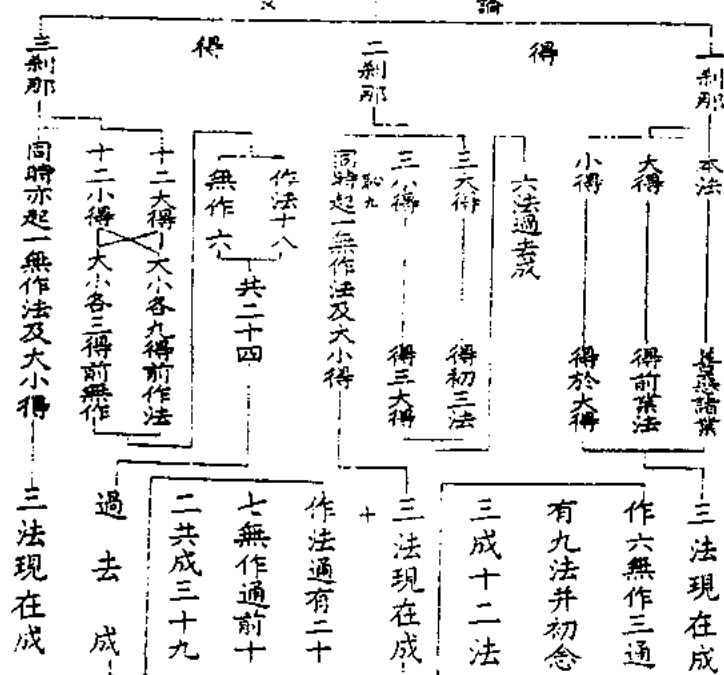 論
得
得
一刹那
本法
善惡諸業
大得
得前業法
小得
得於大得
三法現在成
作六無作三通
有九法并初念
三成十二法
二刹那
六法過去成
三大得
得初三法
三小得
得三大得
同時起一無作法及大小得
三法現在成
作法通有二十
七無作通前十
二共成三十九
三刹那
作法十八
無作六
共二十四
過去成
十二大得
大小各九得前作法
十二小得
大小各三得前無作
同時亦起一無作法及大小得
三法現在成